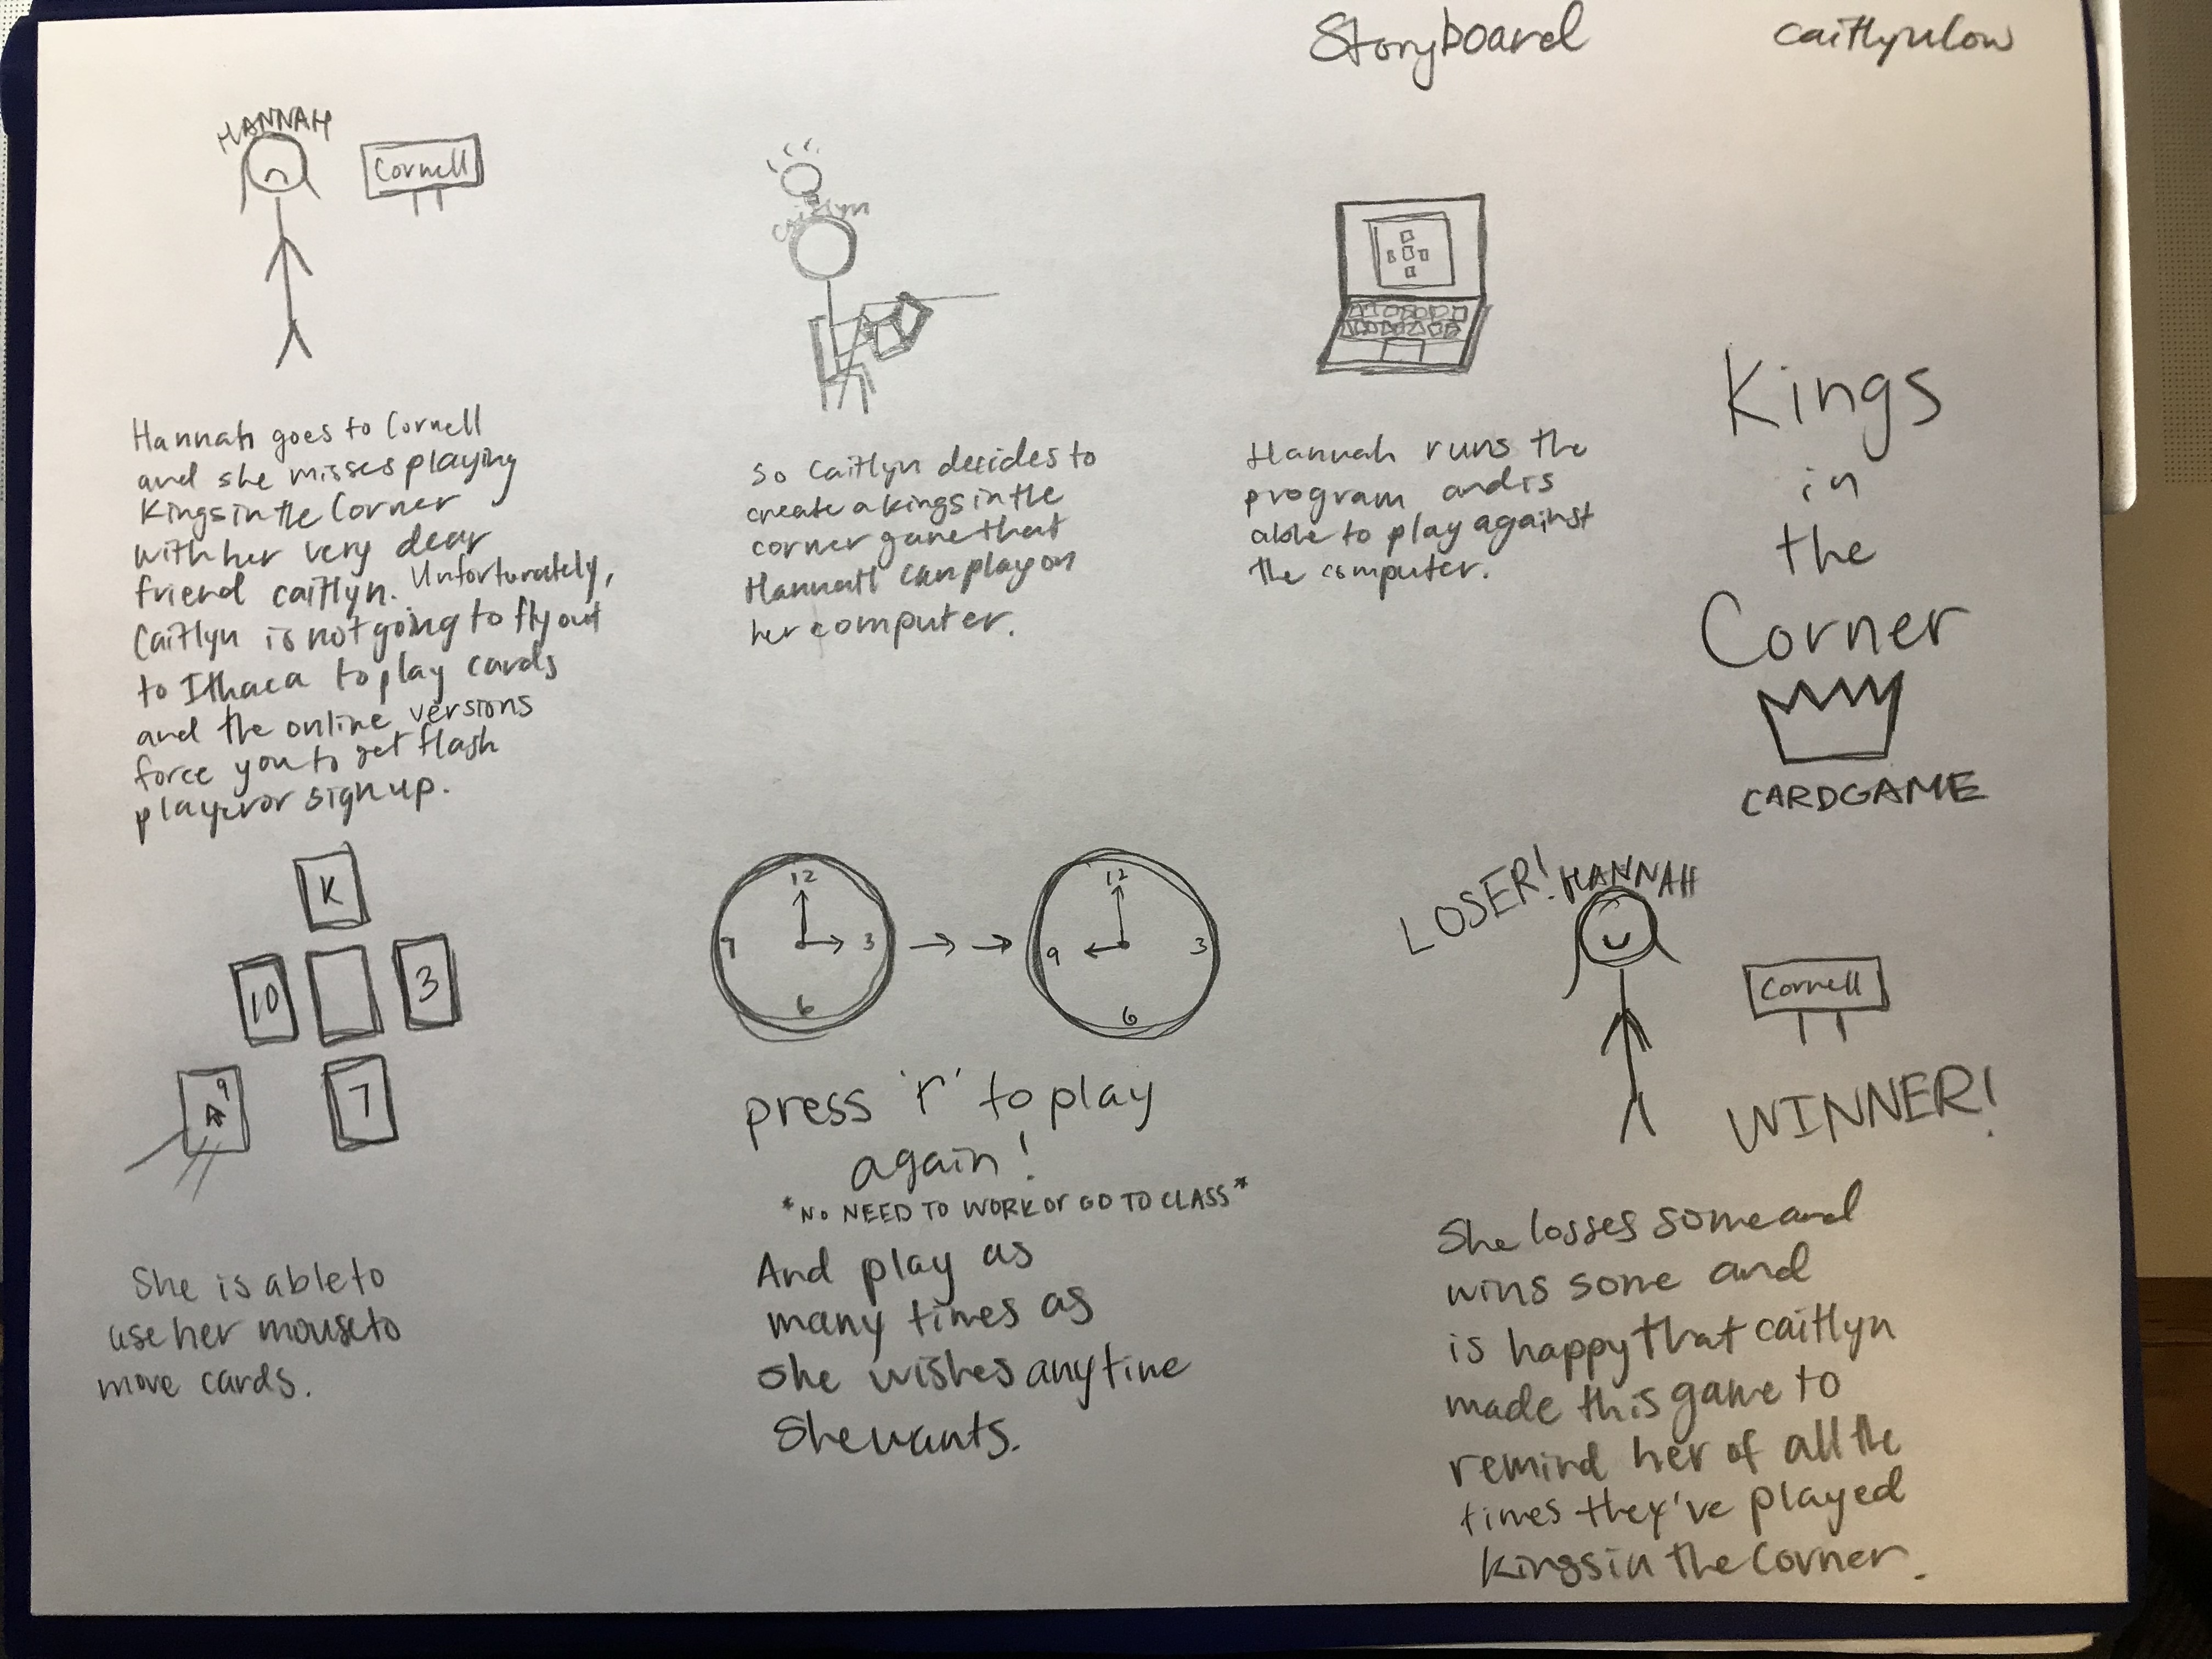 Storyboard
caitlynlow
HANNAH
Cornell
Hannah goes to Cornell
and she misses playing
Kings in the Corner
with her very dear
friend caitlyn. Unfortunately,
Caitlyn is not going to fly out
to Ithaca to play cards
and the online versions
force you to get flash
player or sign up.
caitlyn
So Caitlyn decides to
create a kings in the
corner game that
Hannah can play on
her computer.
Hannah runs the
program and is
able to play against
the computer.
Kings
in
the
Corner
CARDGAME
K
10
3
7
9
She is able to
use her mouse to
move cards.
12
3
6
9
12
3
6
press 'r' to play
again!
*NO NEED TO WORK OR GO TO CLASS*
And play as
many times as
she wishes anytime
she wants.
LOSER!
HANNAH
Cornell
WINNER!
She losses some and
wins some and
is happy that caitlyn
made this game to
remind her of all the
times they've played
Kings in the Corner.